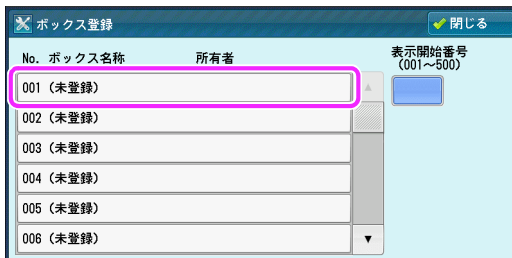 ボックス登録
閉じる
No. ボックス名称 所有者
表示開始番号
(001〜500)
001 (未登録)
002 (未登録)
003 (未登録)
004 (未登録)
005 (未登録)
006 (未登録)